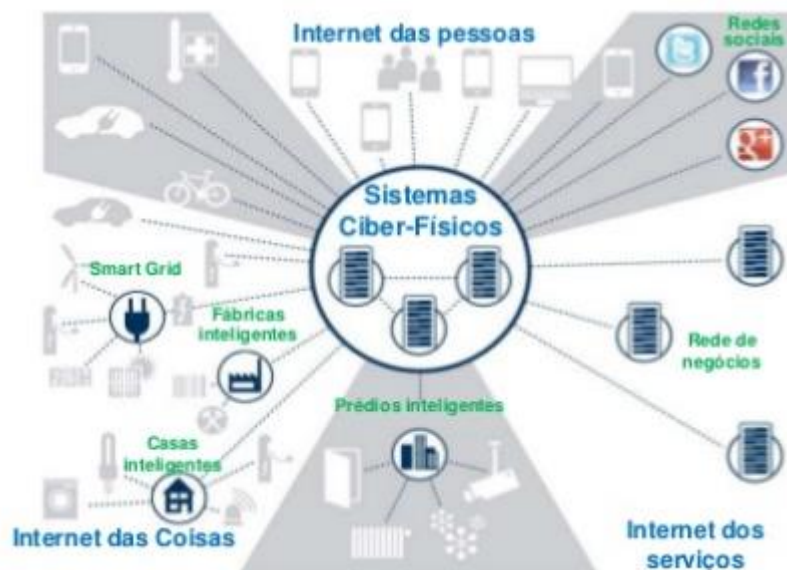 Internet das pessoas
Redes
sociais
g+
Sistemas
Ciber-Físicos
Smart Grid
Fábricas
inteligentes
Rede de
negócios
Prédios inteligentes
Casas
inteligentes
Internet das Coisas
Internet dos
serviços